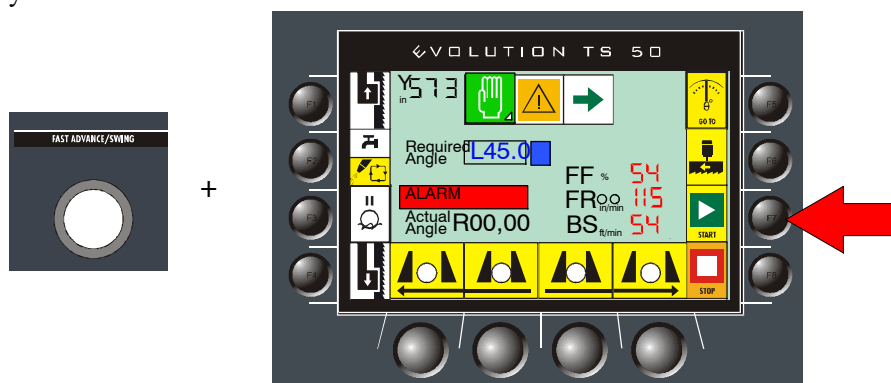 EVOLUTION TS 50
F1
Y 573
in
GO TO
F5
FAST ADVANCE/SWING
+
F2
Required
Angle
L45.0
F6
FF % 54
ALARM
FR in/min 115
F3
START
F7
Actual
Angle
R00,00
BS ft/min 54
F4
STOP
F8